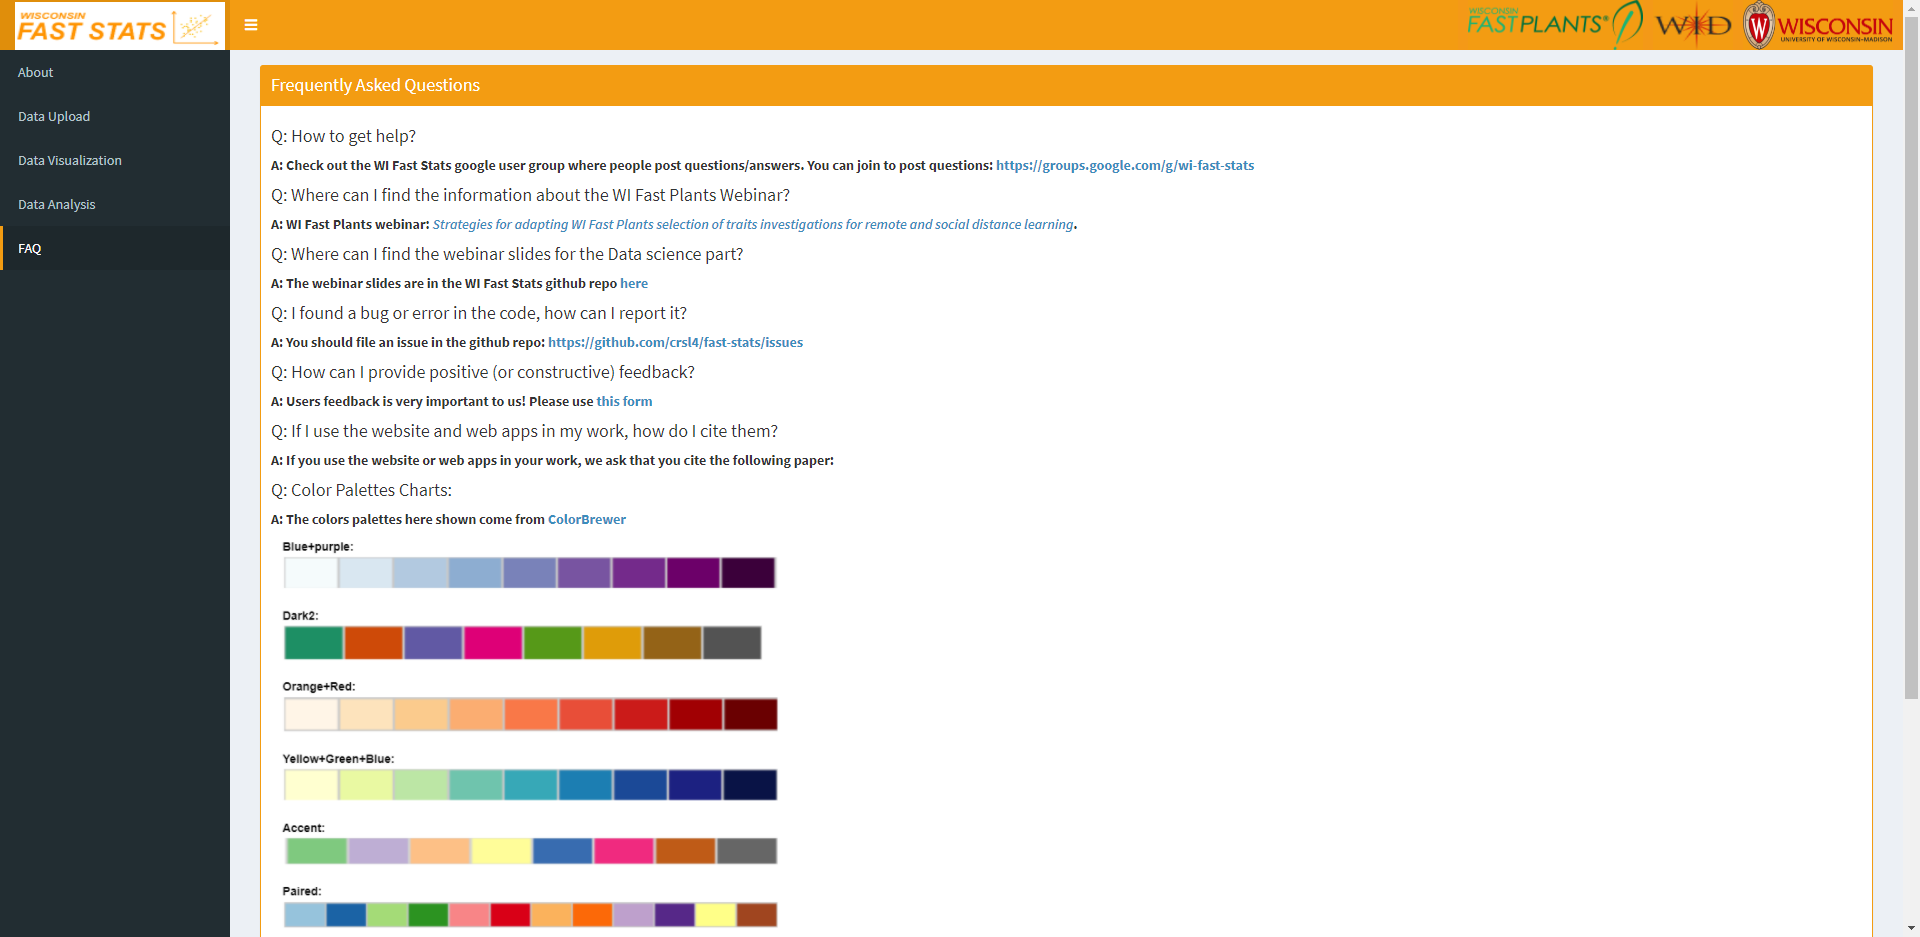 WISCONSIN
FAST STATS
WISCONSIN
FAST PLANTS®
WID
W
WISCONSIN
UNIVERSITY OF WISCONSIN-MADISON
About
Data Upload
Data Visualization
Data Analysis
FAQ
Frequently Asked Questions
Q: How to get help?
A: Check out the WI Fast Stats google user group where people post questions/answers. You can join to post questions: https://groups.google.com/g/wi-fast-stats
Q: Where can I find the information about the WI Fast Plants Webinar?
A: WI Fast Plants webinar: Strategies for adapting WI Fast Plants selection of traits investigations for remote and social distance learning.
Q: Where can I find the webinar slides for the Data science part?
A: The webinar slides are in the WI Fast Stats github repo here
Q: I found a bug or error in the code, how can I report it?
A: You should file an issue in the github repo: https://github.com/crsl4/fast-stats/issues
Q: How can I provide positive (or constructive) feedback?
A: Users feedback is very important to us! Please use this form
Q: If I use the website and web apps in my work, how do I cite them?
A: If you use the website or web apps in your work, we ask that you cite the following paper:
Q: Color Palettes Charts:
A: The colors palettes here shown come from ColorBrewer
Blue+purple:
Dark2:
Orange+Red:
Yellow+Green+Blue:
Accent:
Paired: